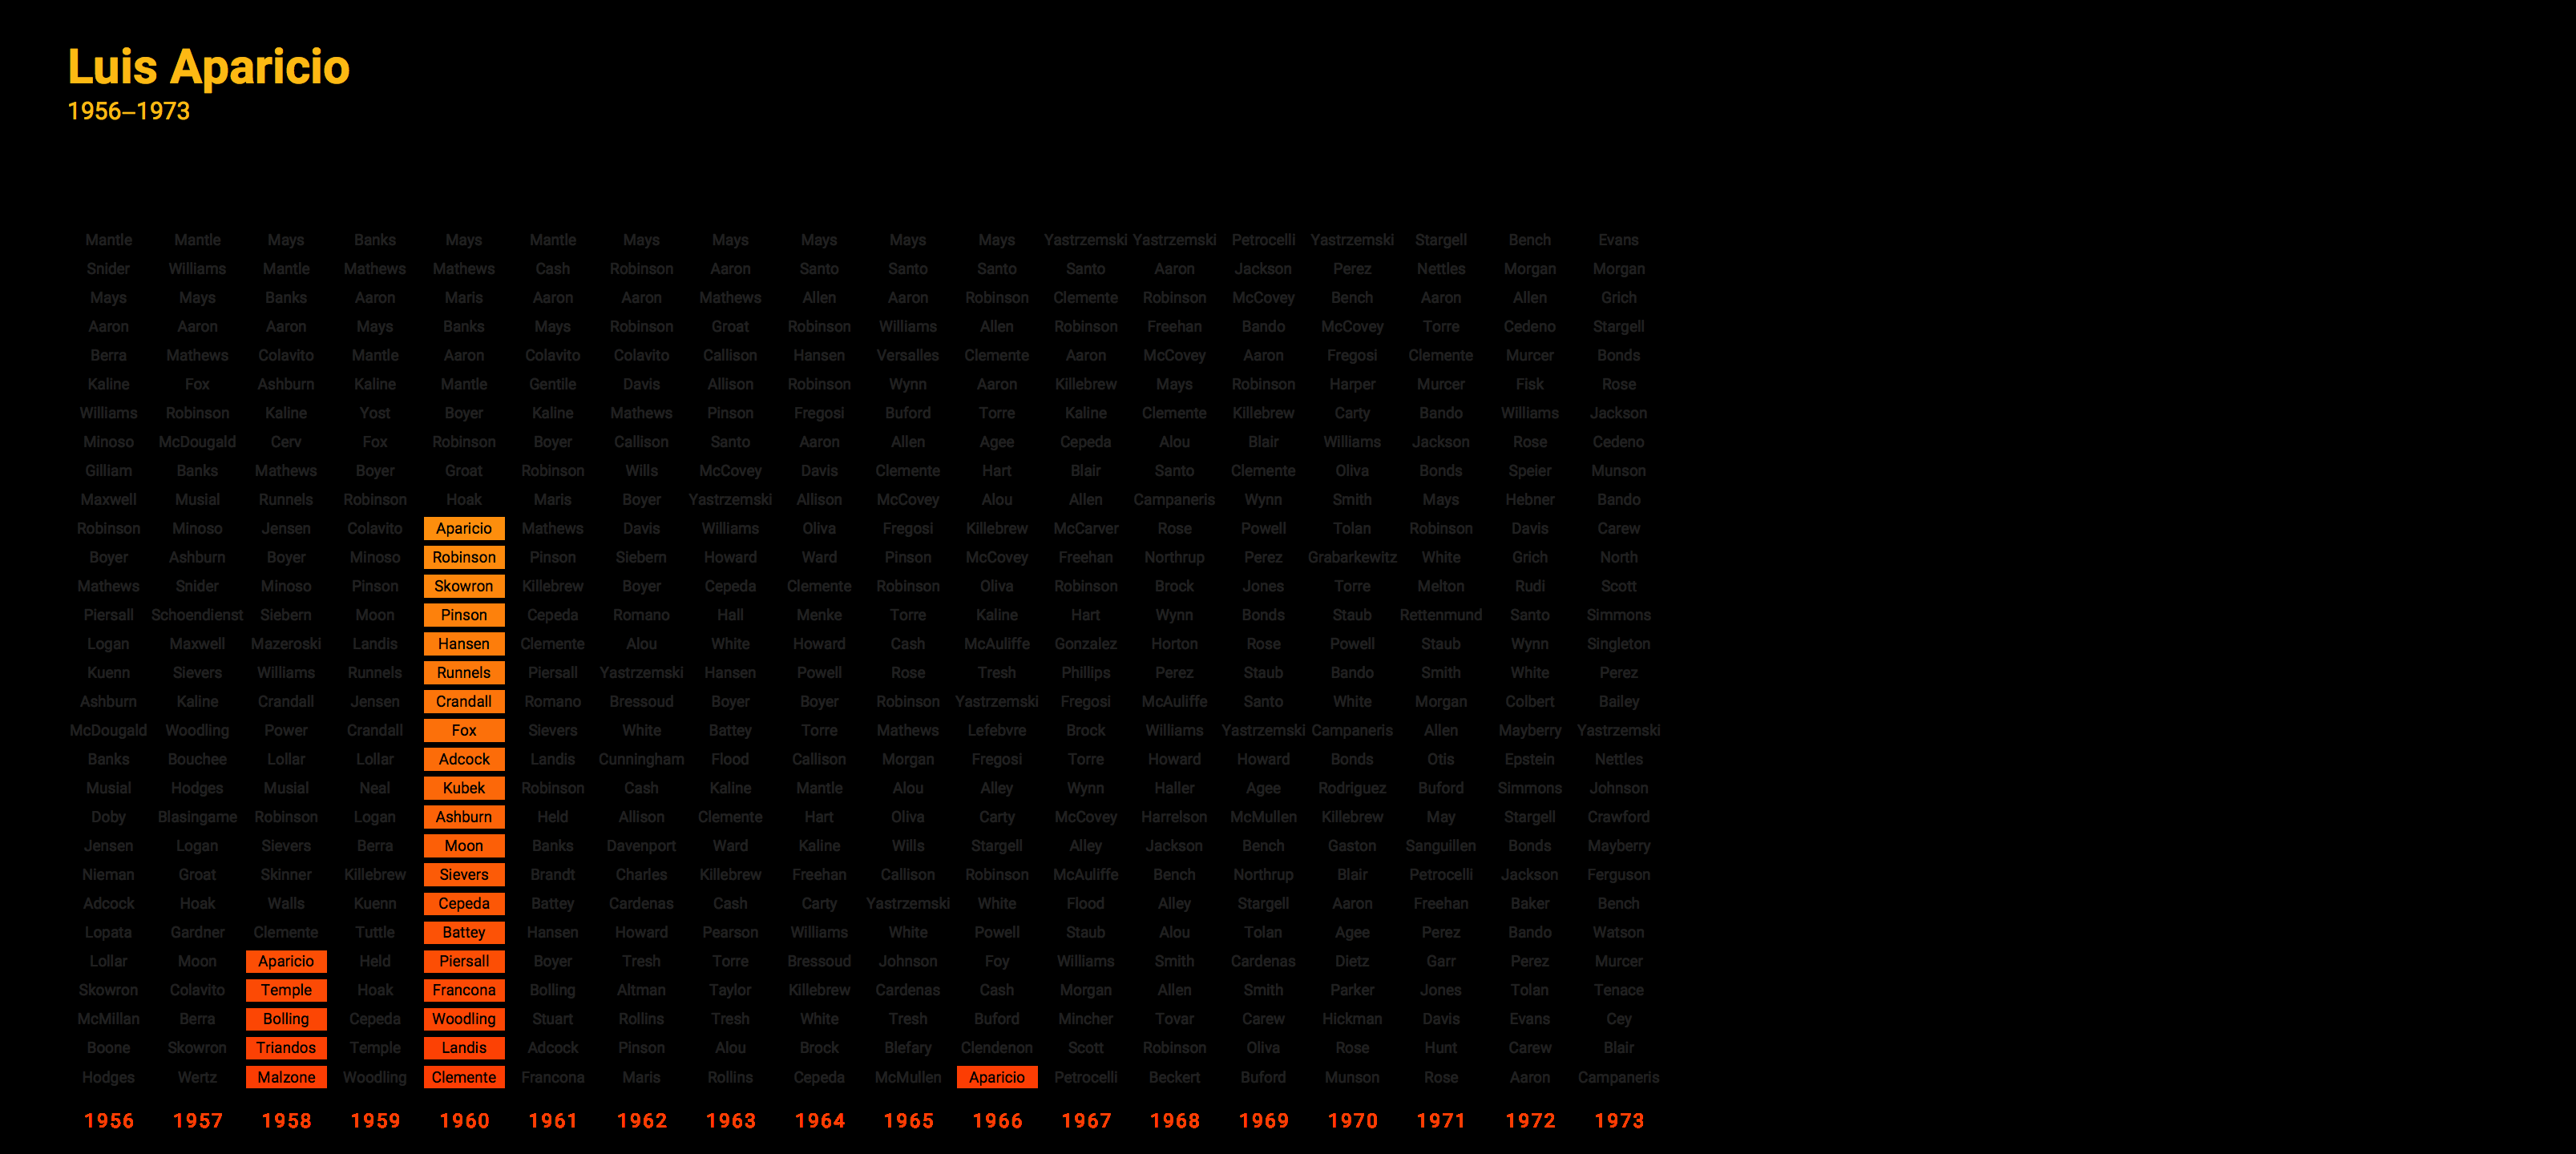 Luis Aparicio
1956–1973
Mantle Mantle Mays Banks Mays Mantle Mays Mays Mays Mays Mays Yastrzemski Yastrzemski Petrocelli Yastrzemski Stargell Bench Evans
Snider Williams Mantle Mathews Mathews Cash Robinson Aaron Santo Santo Santo Santo Aaron Jackson Perez Nettles Morgan Morgan
Mays Mays Banks Aaron Maris Aaron Aaron Mathews Allen Aaron Robinson Clemente Robinson McCovey Bench Aaron Allen Grich
Aaron Aaron Aaron Mays Banks Mays Robinson Groat Robinson Williams Allen Robinson Freehan Bando McCovey Torre Cedeno Stargell
Berra Mathews Colavito Mantle Aaron Colavito Colavito Callison Hansen Versalles Clemente Aaron McCovey Aaron Fregosi Clemente Murcer Bonds
Kaline Fox Ashburn Kaline Mantle Gentile Davis Allison Robinson Wynn Aaron Killebrew Mays Robinson Harper Murcer Fisk Rose
Williams Robinson Kaline Yost Boyer Kaline Mathews Pinson Fregosi Buford Torre Kaline Clemente Killebrew Carty Bando Williams Jackson
Minoso McDougald Cerv Fox Robinson Boyer Callison Santo Aaron Allen Agee Cepeda Alou Blair Williams Jackson Rose Cedeno
Gilliam Banks Mathews Boyer Groat Robinson Wills McCovey Davis Clemente Hart Blair Santo Clemente Oliva Bonds Speier Munson
Maxwell Musial Runnels Robinson Hoak Maris Boyer Yastrzemski Allison McCovey Alou Allen Campaneris Wynn Smith Mays Hebner Bando
Robinson Minoso Jensen Colavito Aparicio Mathews Davis Williams Oliva Fregosi Killebrew McCarver Rose Powell Tolan Robinson Davis Carew
Boyer Ashburn Boyer Minoso Robinson Pinson Siebern Howard Ward Pinson McCovey Freehan Northrup Perez Grabarkewitz White Grich North
Mathews Snider Minoso Pinson Skowron Killebrew Boyer Cepeda Clemente Robinson Oliva Robinson Brock Jones Torre Melton Rudi Scott
Piersall Schoendienst Siebern Moon Pinson Cepeda Romano Hall Menke Torre Kaline Hart Wynn Bonds Staub Rettenmund Santo Simmons
Logan Maxwell Mazeroski Landis Hansen Clemente Alou White Howard Cash McAuliffe Gonzalez Horton Rose Powell Staub Wynn Singleton
Kuenn Sievers Williams Runnels Runnels Piersall Yastrzemski Hansen Powell Rose Tresh Phillips Perez Staub Bando Smith White Perez
Ashburn Kaline Crandall Jensen Crandall Romano Bressoud Boyer Boyer Robinson Yastrzemski Fregosi McAuliffe Santo White Morgan Colbert Bailey
McDougald Woodling Power Crandall Fox Sievers White Battey Torre Mathews Lefebvre Brock Williams Yastrzemski Campaneris Allen Mayberry Yastrzemski
Banks Bouchee Lollar Lollar Adcock Landis Cunningham Flood Callison Morgan Fregosi Torre Howard Howard Bonds Otis Epstein Nettles
Musial Hodges Musial Neal Kubek Robinson Cash Kaline Mantle Alou Alley Wynn Haller Agee Rodriguez Buford Simmons Johnson
Doby Blasingame Robinson Logan Ashburn Held Allison Clemente Hart Oliva Carty McCovey Harrelson McMullen Killebrew May Stargell Crawford
Jensen Logan Sievers Berra Moon Banks Davenport Ward Kaline Wills Stargell Alley Jackson Bench Gaston Sanguillen Bonds Mayberry
Nieman Groat Skinner Killebrew Sievers Brandt Charles Killebrew Freehan Callison Robinson McAuliffe Bench Northrup Blair Petrocelli Jackson Ferguson
Adcock Hoak Walls Kuenn Cepeda Battey Cardenas Cash Carty Yastrzemski White Flood Alley Stargell Aaron Freehan Baker Bench
Lopata Gardner Clemente Tuttle Battey Hansen Howard Pearson Williams White Powell Staub Alou Tolan Agee Perez Bando Watson
Lollar Moon Aparicio Held Piersall Boyer Tresh Torre Bressoud Johnson Foy Williams Smith Cardenas Dietz Garr Perez Murcer
Skowron Colavito Temple Hoak Francona Bolling Altman Taylor Killebrew Cardenas Cash Morgan Allen Smith Parker Jones Tolan Tenace
McMillan Berra Bolling Cepeda Woodling Stuart Rollins Tresh White Tresh Buford Mincher Tovar Carew Hickman Davis Evans Cey
Boone Skowron Triandos Temple Landis Adcock Pinson Alou Brock Blefary Clendenon Scott Robinson Oliva Rose Hunt Carew Blair
Hodges Wertz Malzone Woodling Clemente Francona Maris Rollins Cepeda McMullen Aparicio Petrocelli Beckert Buford Munson Rose Aaron Campaneris
1956 1957 1958 1959 1960 1961 1962 1963 1964 1965 1966 1967 1968 1969 1970 1971 1972 1973